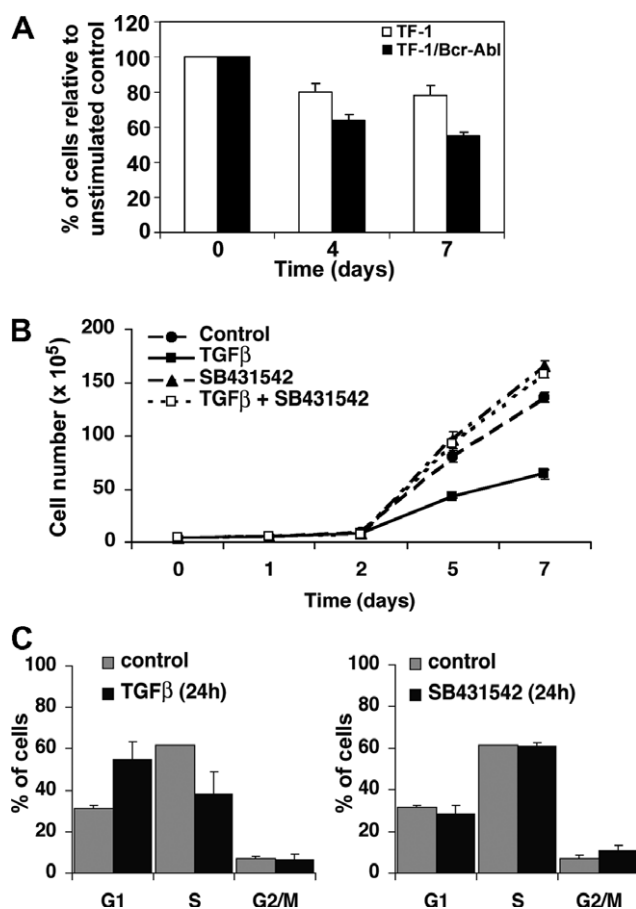 A
% of cells relative to
unstimulated control
120
100
80
60
40
20
0
TF-1
TF-1/Bcr-Abl
0 4 7
Time (days)
B
Cell number (x 10⁵)
200
150
100
50
0
Control
TGFβ
SB431542
TGFβ + SB431542
0 1 2 5 7
Time (days)
C
% of cells
100
80
60
40
20
0
control
TGFβ (24h)
G1 S G2/M
% of cells
100
80
60
40
20
0
control
SB431542 (24h)
G1 S G2/M